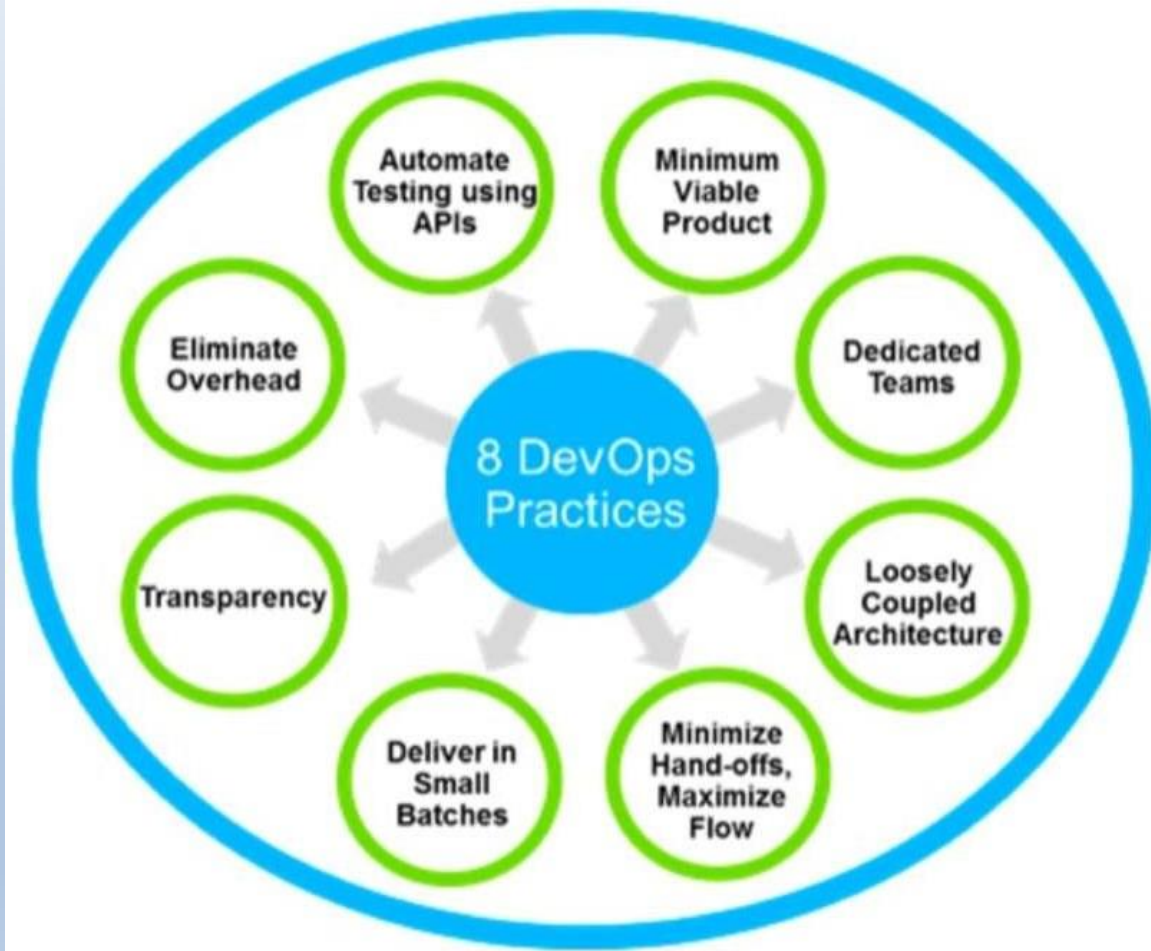 Automate
Testing using
APIs
Minimum
Viable
Product
Eliminate
Overhead
Dedicated
Teams
8 DevOps
Practices
Transparency
Loosely
Coupled
Architecture
Deliver in
Small
Batches
Minimize
Hand-offs,
Maximize
Flow